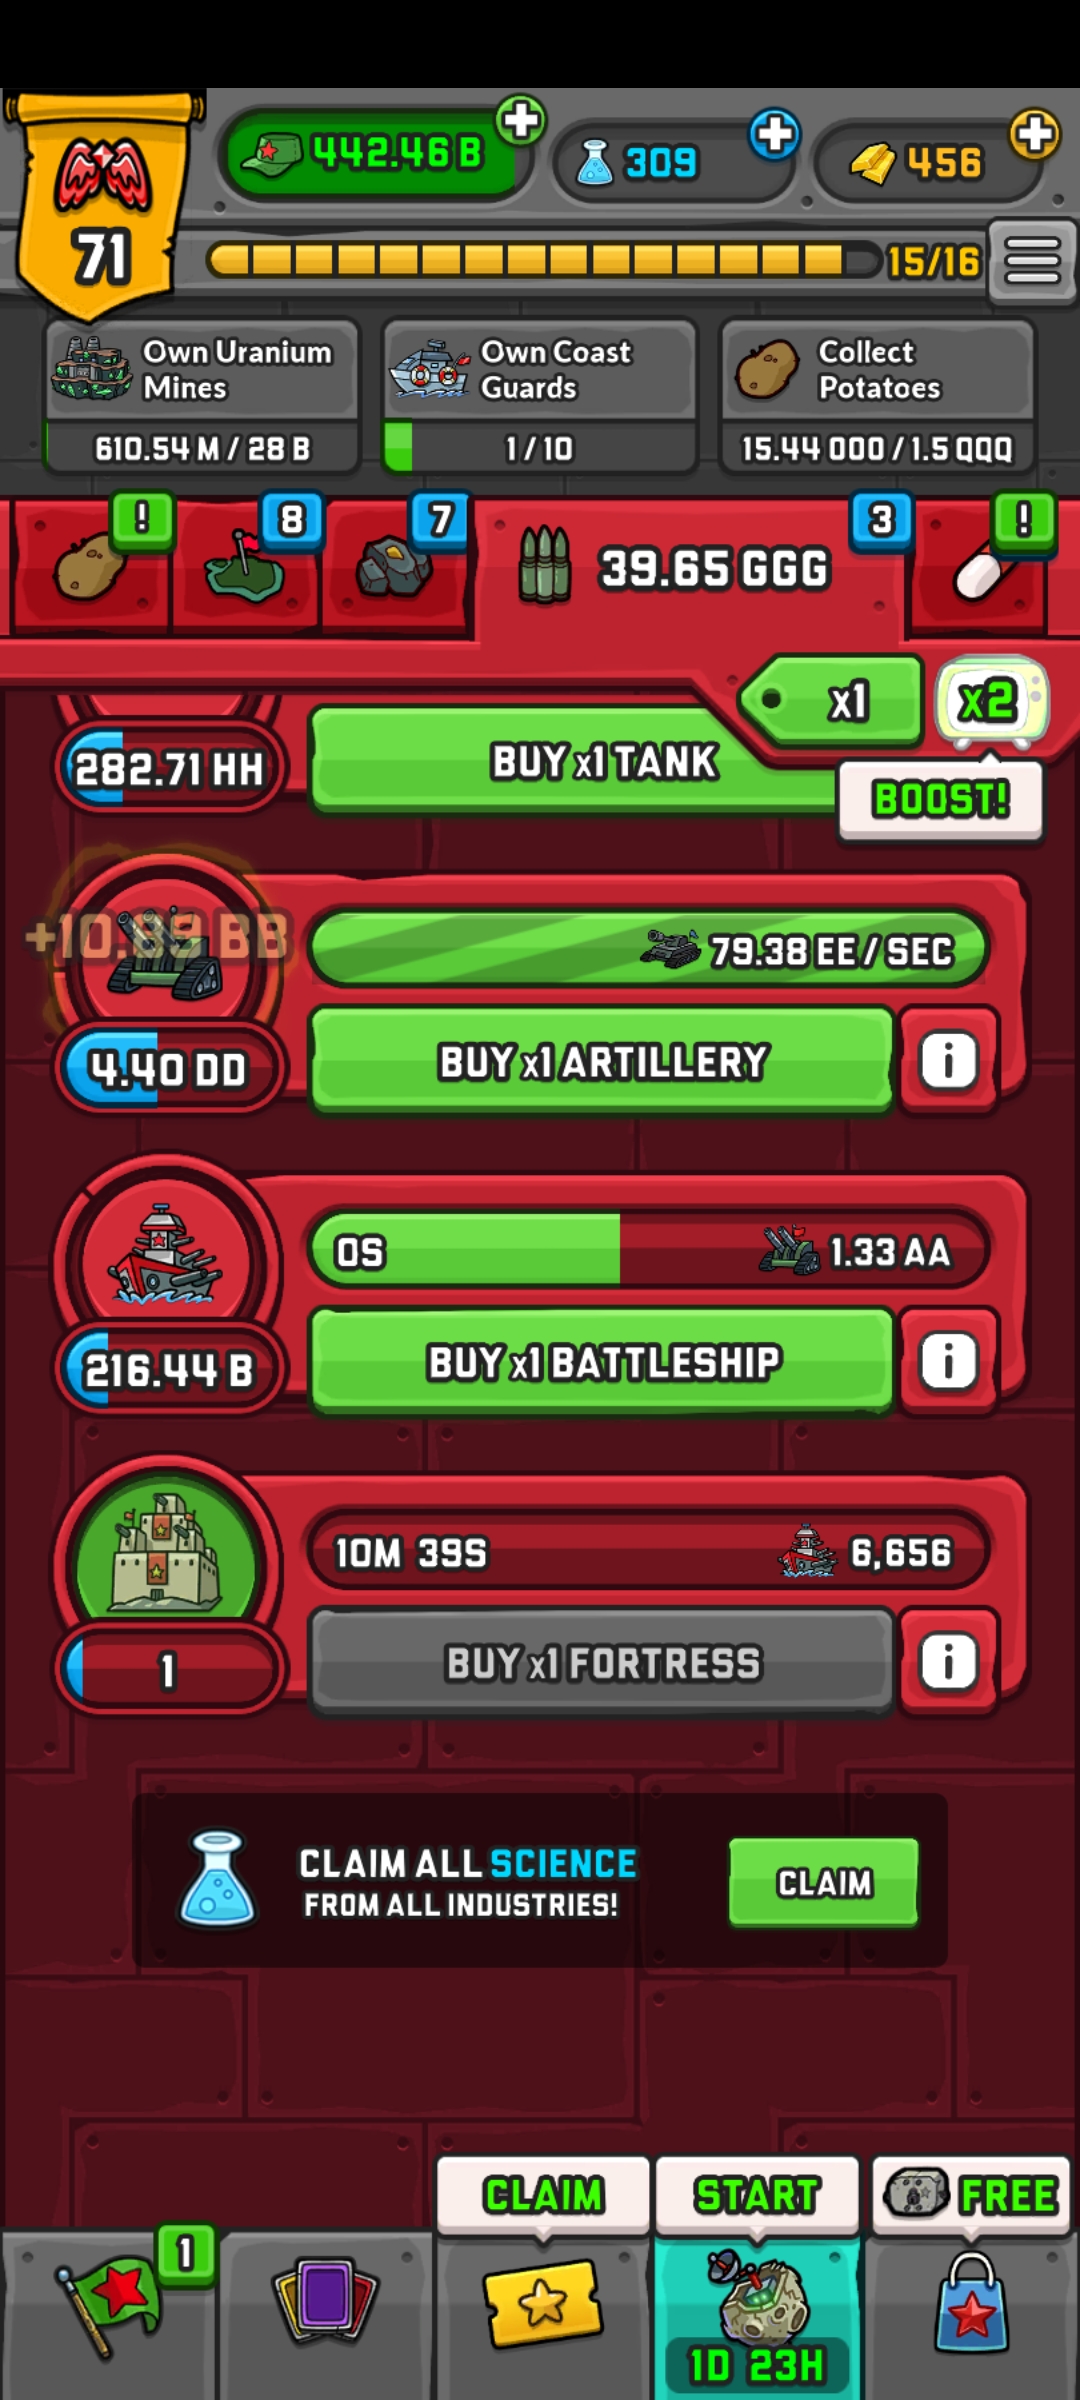 442.46 B
309
456
71
15/16
Own Uranium
Mines
610.54 M / 28 B
Own Coast
Guards
1 / 10
Collect
Potatoes
15.44 OOO / 1.5 QQQ
!
8
7
39.65 GGG
3
!
x1
x2
BOOST!
282.71 HH
BUY x1 TANK
+10.89 BB
79.38 EE / SEC
4.40 DD
BUY x1 ARTILLERY
0S
1.33 AA
216.44 B
BUY x1 BATTLESHIP
10M 39S
6,656
1
BUY x1 FORTRESS
CLAIM ALL SCIENCE
FROM ALL INDUSTRIES!
CLAIM
CLAIM
START
FREE
1
1D 23H